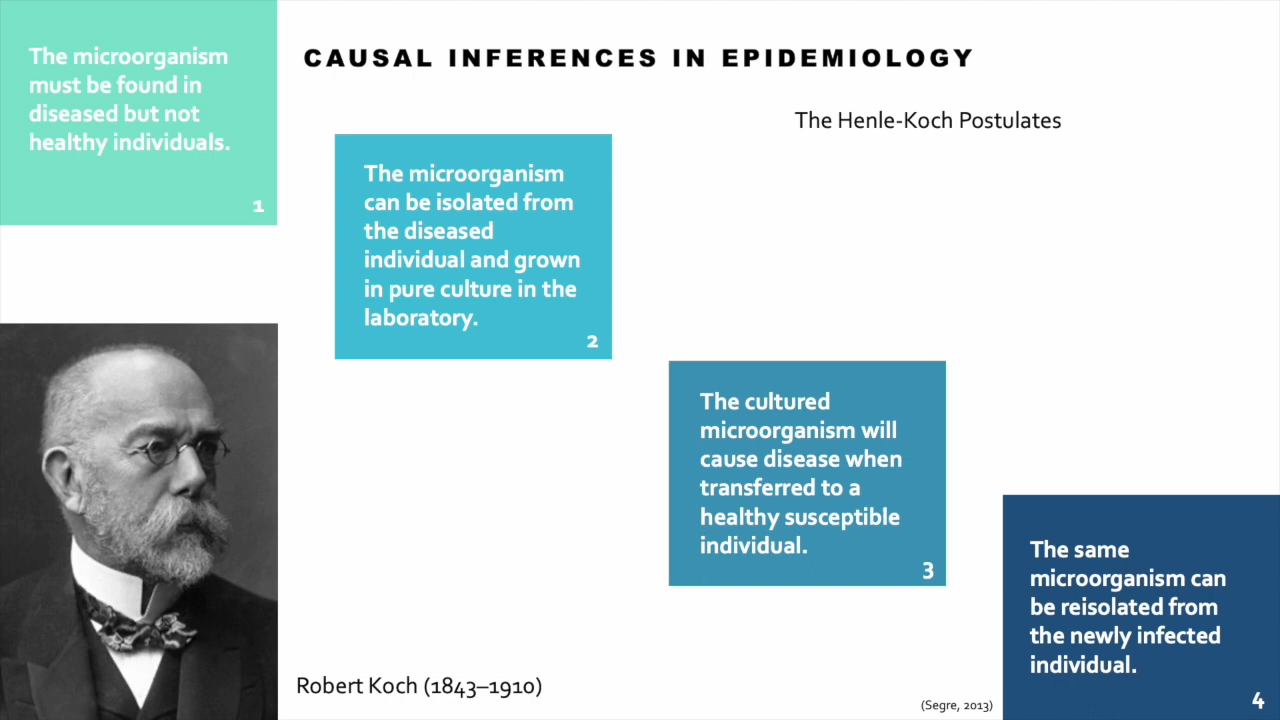 The microorganism
must be found in
diseased but not
healthy individuals.
1
CAUSAL INFERENCES IN EPIDEMIOLOGY
The Henle-Koch Postulates
The microorganism
can be isolated from
the diseased
individual and grown
in pure culture in the
laboratory.
2
The cultured
microorganism will
cause disease when
transferred to a
healthy susceptible
individual.
3
The same
microorganism can
be reisolated from
the newly infected
individual.
4
Robert Koch (1843–1910)
(Segre, 2013)